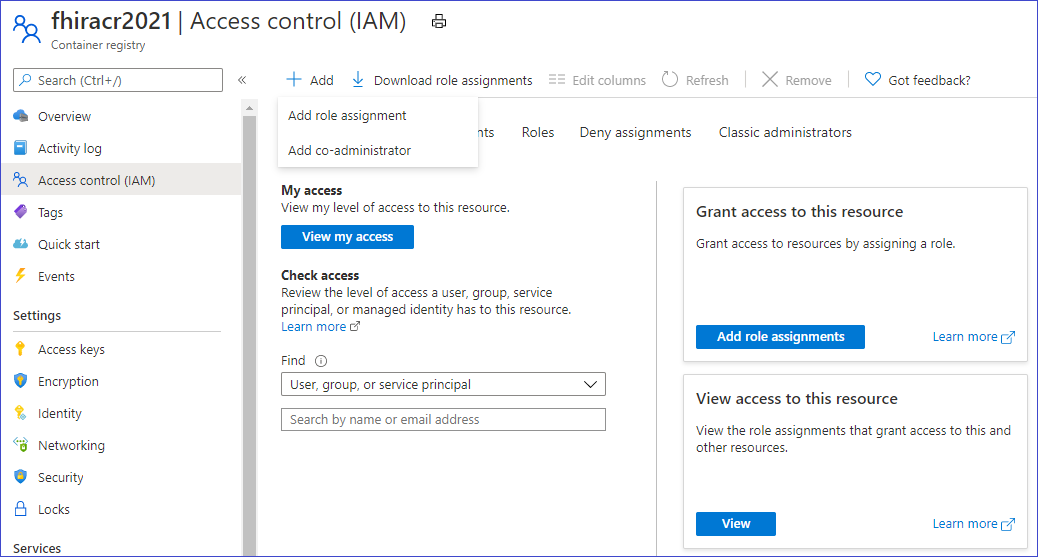 fhiracr2021 | Access control (IAM)
Container registry
Search (Ctrl+/)
«
Overview
Activity log
Access control (IAM)
Tags
Quick start
Events
Settings
Access keys
Encryption
Identity
Networking
Security
Locks
Services
Add Download role assignments Edit columns Refresh Remove Got feedback?
Add role assignment
Add co-administrator
nts Roles Deny assignments Classic administrators
My access
View my level of access to this resource.
View my access
Check access
Review the level of access a user, group, service
principal, or managed identity has to this resource.
Learn more
Find
User, group, or service principal
Search by name or email address
Grant access to this resource
Grant access to resources by assigning a role.
Add role assignments Learn more
View access to this resource
View the role assignments that grant access to this and
other resources.
View Learn more